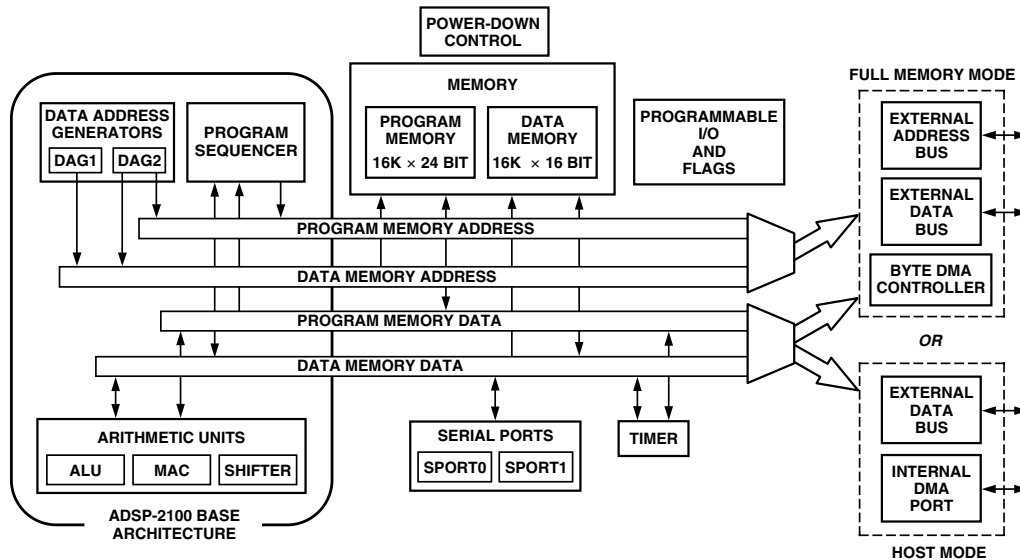 POWER-DOWN
CONTROL
MEMORY
PROGRAM
MEMORY
16K × 24 BIT
DATA
MEMORY
16K × 16 BIT
PROGRAMMABLE
I/O
AND
FLAGS
DATA ADDRESS
GENERATORS
DAG1
DAG2
PROGRAM
SEQUENCER
PROGRAM MEMORY ADDRESS
DATA MEMORY ADDRESS
PROGRAM MEMORY DATA
DATA MEMORY DATA
ARITHMETIC UNITS
ALU
MAC
SHIFTER
ADSP-2100 BASE
ARCHITECTURE
SERIAL PORTS
SPORT0
SPORT1
TIMER
FULL MEMORY MODE
EXTERNAL
ADDRESS
BUS
EXTERNAL
DATA
BUS
BYTE DMA
CONTROLLER
OR
EXTERNAL
DATA
BUS
INTERNAL
DMA
PORT
HOST MODE